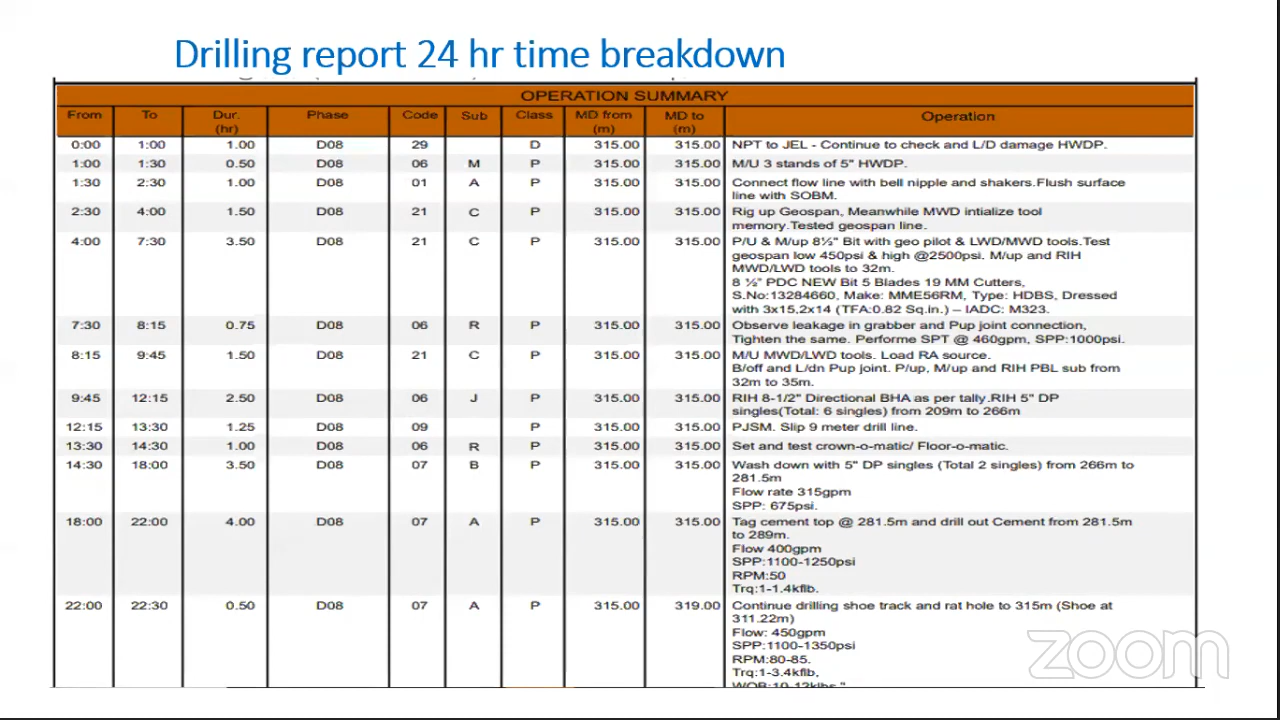 Drilling report 24 hr time breakdown
OPERATION SUMMARY
From To Dur. (hr) Phase Code Sub Class MD from (m) MD to (m) Operation
0:00 1:00 1.00 D08 29 D 315.00 315.00 NPT to JEL - Continue to check and L/D damage HWDP.
1:00 1:30 0.50 D08 06 M P 315.00 315.00 M/U 3 stands of 5" HWDP.
1:30 2:30 1.00 D08 01 A P 315.00 315.00 Connect flow line with bell nipple and shakers.Flush surface
line with SOBM.
2:30 4:00 1.50 D08 21 C P 315.00 315.00 Rig up Geospan, Meanwhile MWD intialize tool
memory.Tested geospan line.
4:00 7:30 3.50 D08 21 C P 315.00 315.00 P/U & M/up 8½" Bit with geo pilot & LWD/MWD tools.Test
geospan low 450psi & high @2500psi. M/up and RIH
MWD/LWD tools to 32m.
8 ½" PDC NEW Bit 5 Blades 19 MM Cutters,
S.No:13284660, Make: MME56RM, Type: HDBS, Dressed
with 3x15,2x14 (TFA:0.82 Sq.in.) – IADC: M323.
7:30 8:15 0.75 D08 06 R P 315.00 315.00 Observe leakage in grabber and Pup joint connection,
Tighten the same. Performe SPT @ 460gpm, SPP:1000psi.
8:15 9:45 1.50 D08 21 C P 315.00 315.00 M/U MWD/LWD tools. Load RA source.
B/off and L/dn Pup joint. P/up, M/up and RIH PBL sub from
32m to 35m.
9:45 12:15 2.50 D08 06 J P 315.00 315.00 RIH 8-1/2" Directional BHA as per tally.RIH 5" DP
singles(Total: 6 singles) from 209m to 266m
12:15 13:30 1.25 D08 09 P 315.00 315.00 PJSM. Slip 9 meter drill line.
13:30 14:30 1.00 D08 06 R P 315.00 315.00 Set and test crown-o-matic/ Floor-o-matic.
14:30 18:00 3.50 D08 07 B P 315.00 315.00 Wash down with 5" DP singles (Total 2 singles) from 266m to
281.5m
Flow rate 315gpm
SPP: 675psi.
18:00 22:00 4.00 D08 07 A P 315.00 315.00 Tag cement top @ 281.5m and drill out Cement from 281.5m
to 289m.
Flow 400gpm
SPP:1100-1250psi
RPM:50
Trq:1-1.4kflb.
22:00 22:30 0.50 D08 07 A P 315.00 319.00 Continue drilling shoe track and rat hole to 315m (Shoe at
311.22m)
Flow: 450gpm
SPP:1100-1350psi
RPM:80-85.
Trq:1-3.4kflb,
WOB:10-12klbs."
zoom